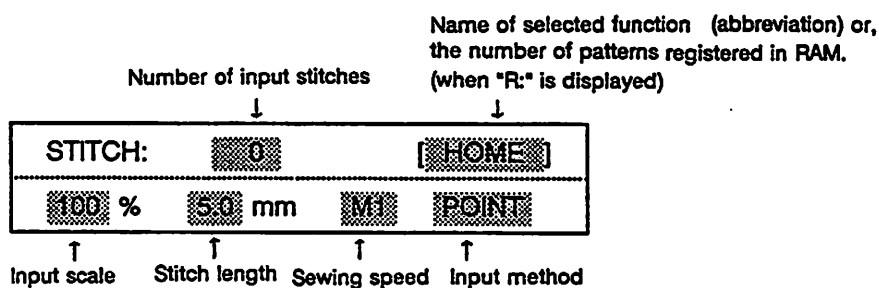 Name of selected function (abbreviation) or,
the number of patterns registered in RAM.
(when "R:" is displayed)
Number of input stitches
↓ ↓
STITCH: 0 [ HOME ]
100 % 5.0 mm M1 POINT
↑ ↑ ↑ ↑
Input scale Stitch length Sewing speed Input method